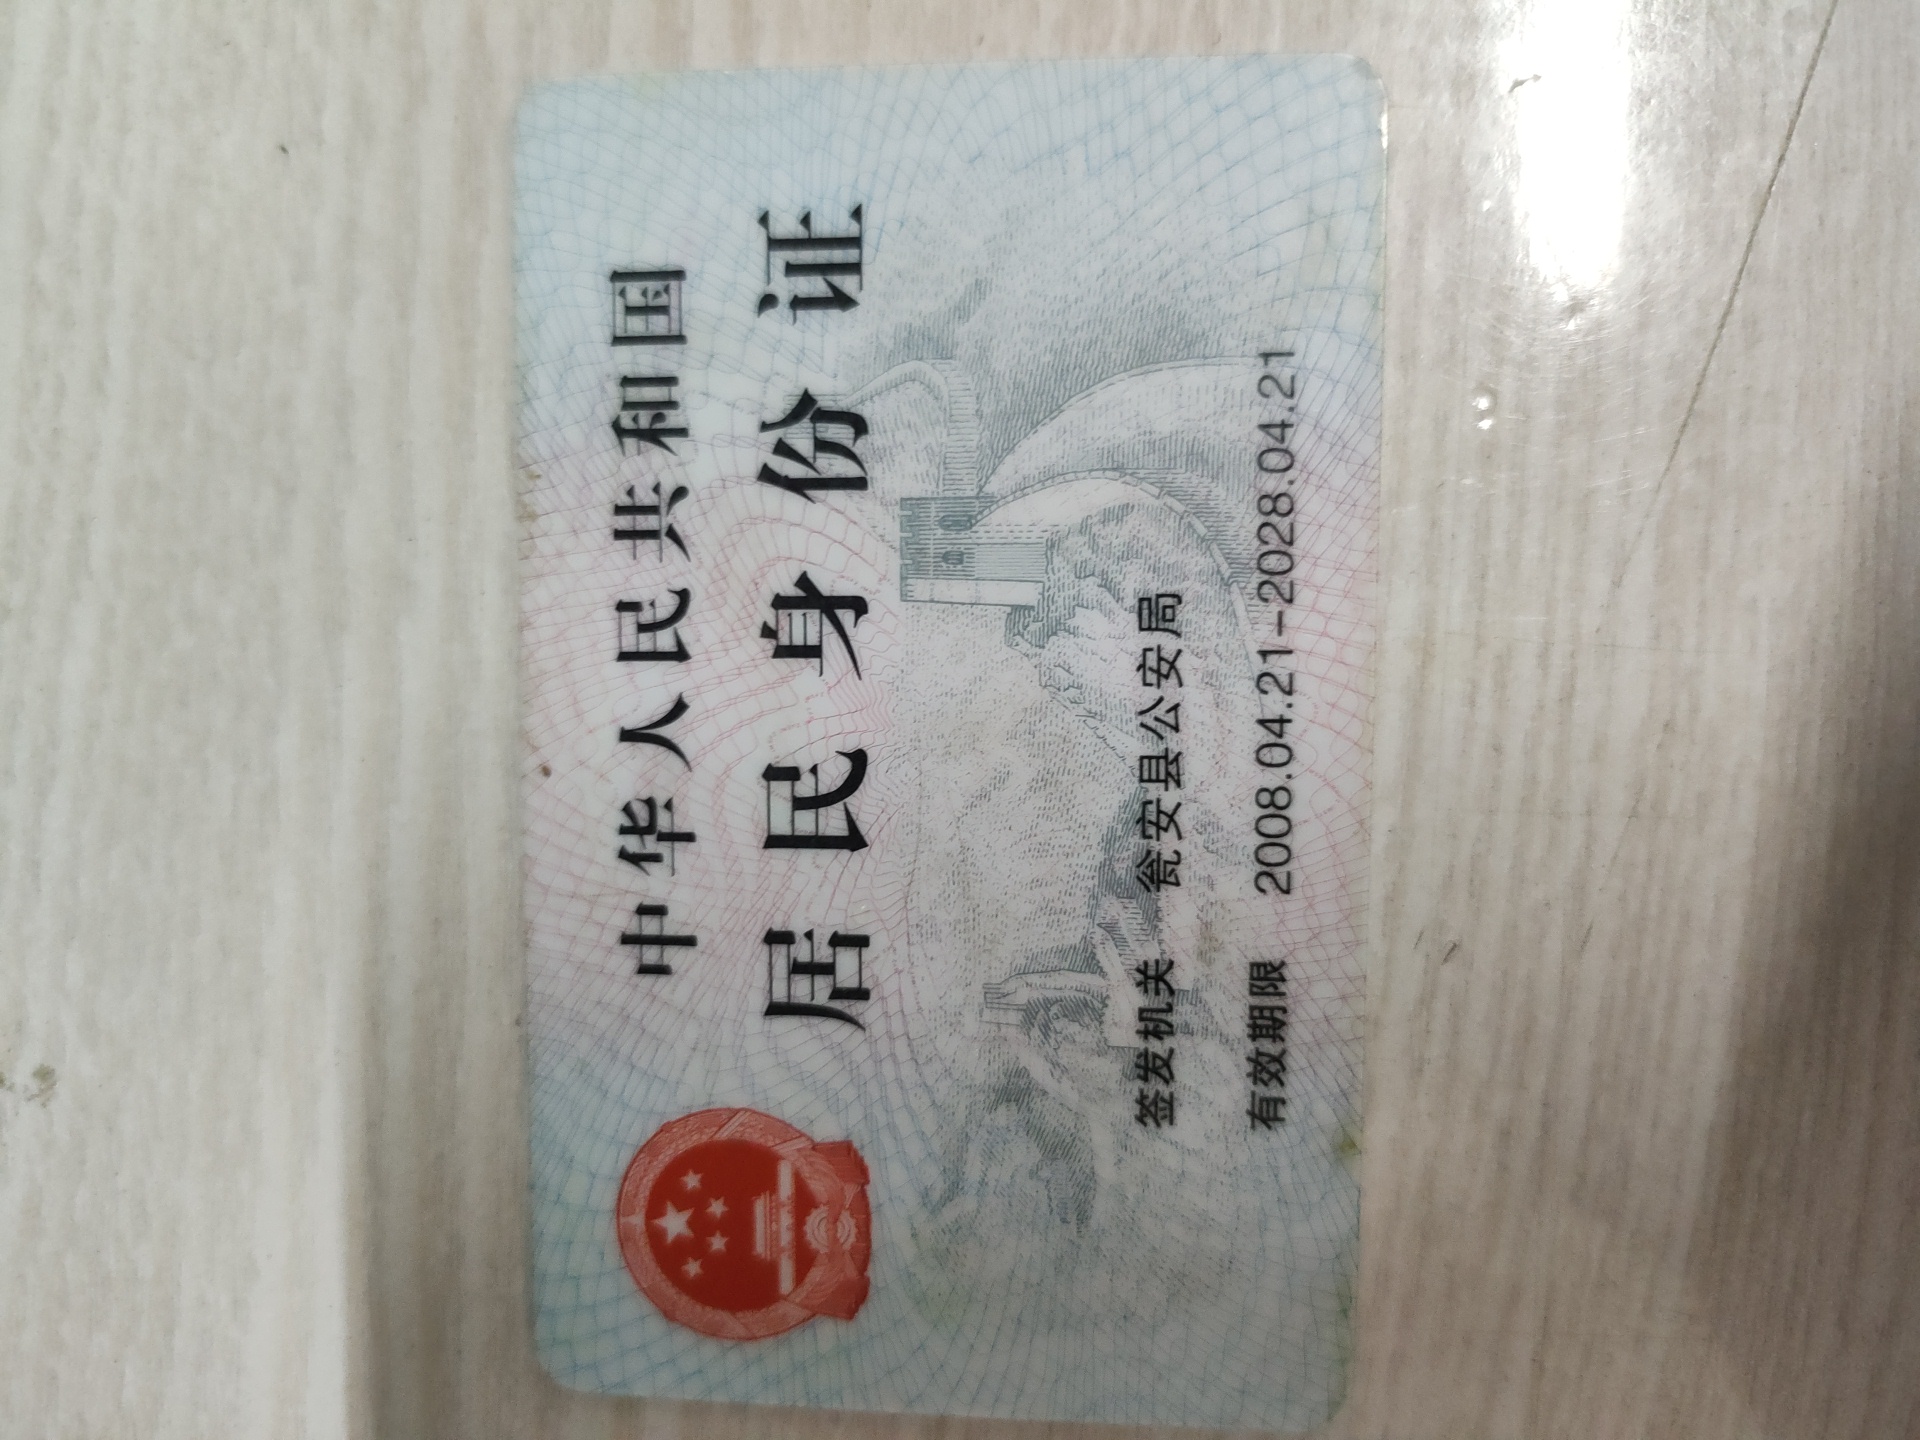 中华人民共和国
居民身份证
签发机关 瓮安县公安局
有效期限 2008.04.21-2028.04.21